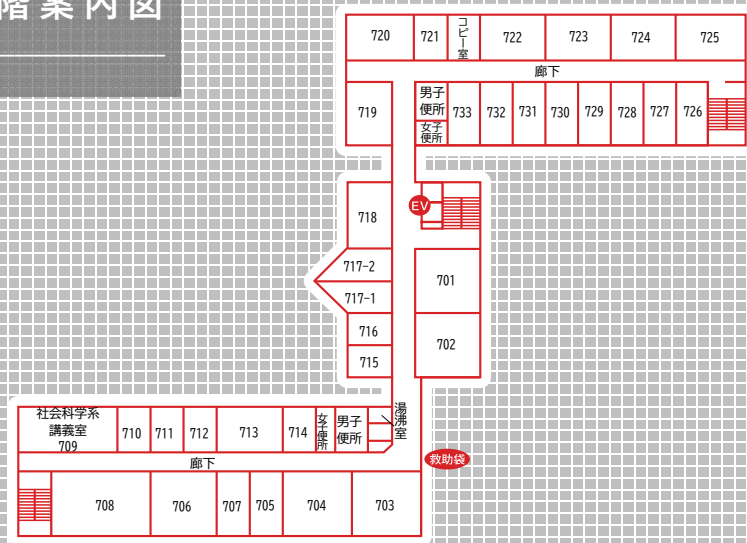 階案内図
720
721
コピー室
722
723
724
725
廊下
719
男子
便所
女子
便所
733
732
731
730
729
728
727
726
718
EV
717-2
717-1
716
715
701
702
社会科学系
講義室
709
710
711
712
713
714
女子便所
男子
便所
湯沸室
廊下
救助袋
708
706
707
705
704
703